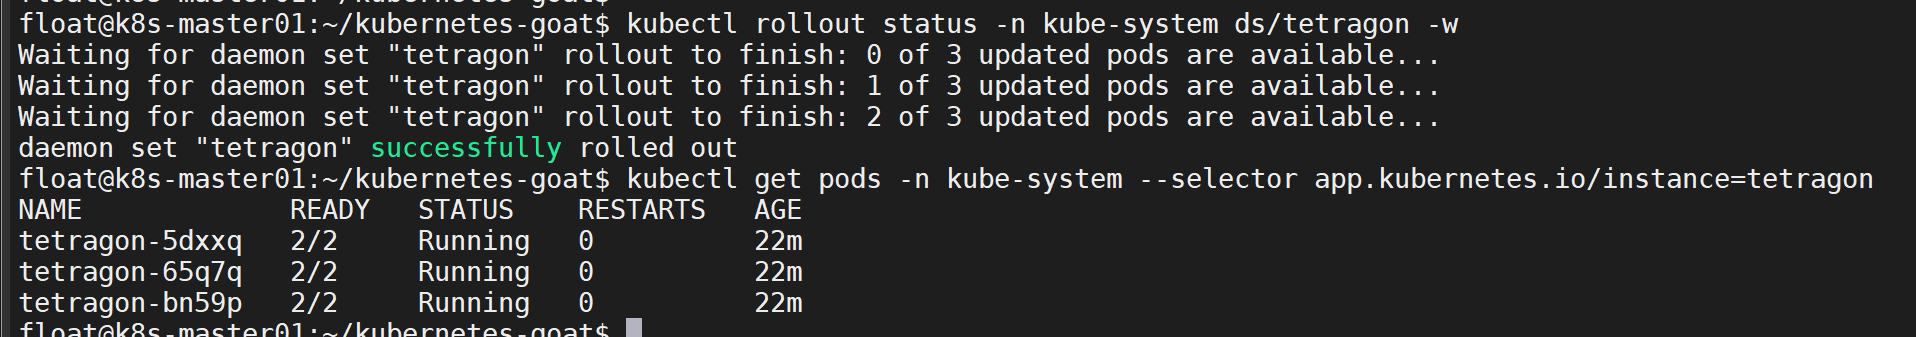 float@k8s-master01:~/kubernetes-goat$
float@k8s-master01:~/kubernetes-goat$ kubectl rollout status -n kube-system ds/tetragon -w
Waiting for daemon set "tetragon" rollout to finish: 0 of 3 updated pods are available...
Waiting for daemon set "tetragon" rollout to finish: 1 of 3 updated pods are available...
Waiting for daemon set "tetragon" rollout to finish: 2 of 3 updated pods are available...
daemon set "tetragon" successfully rolled out
float@k8s-master01:~/kubernetes-goat$ kubectl get pods -n kube-system --selector app.kubernetes.io/instance=tetragon
NAME             READY   STATUS    RESTARTS   AGE
tetragon-5dxxq   2/2     Running   0          22m
tetragon-65q7q   2/2     Running   0          22m
tetragon-bn59p   2/2     Running   0          22m
float@k8s-master01:~/kubernetes-goat$